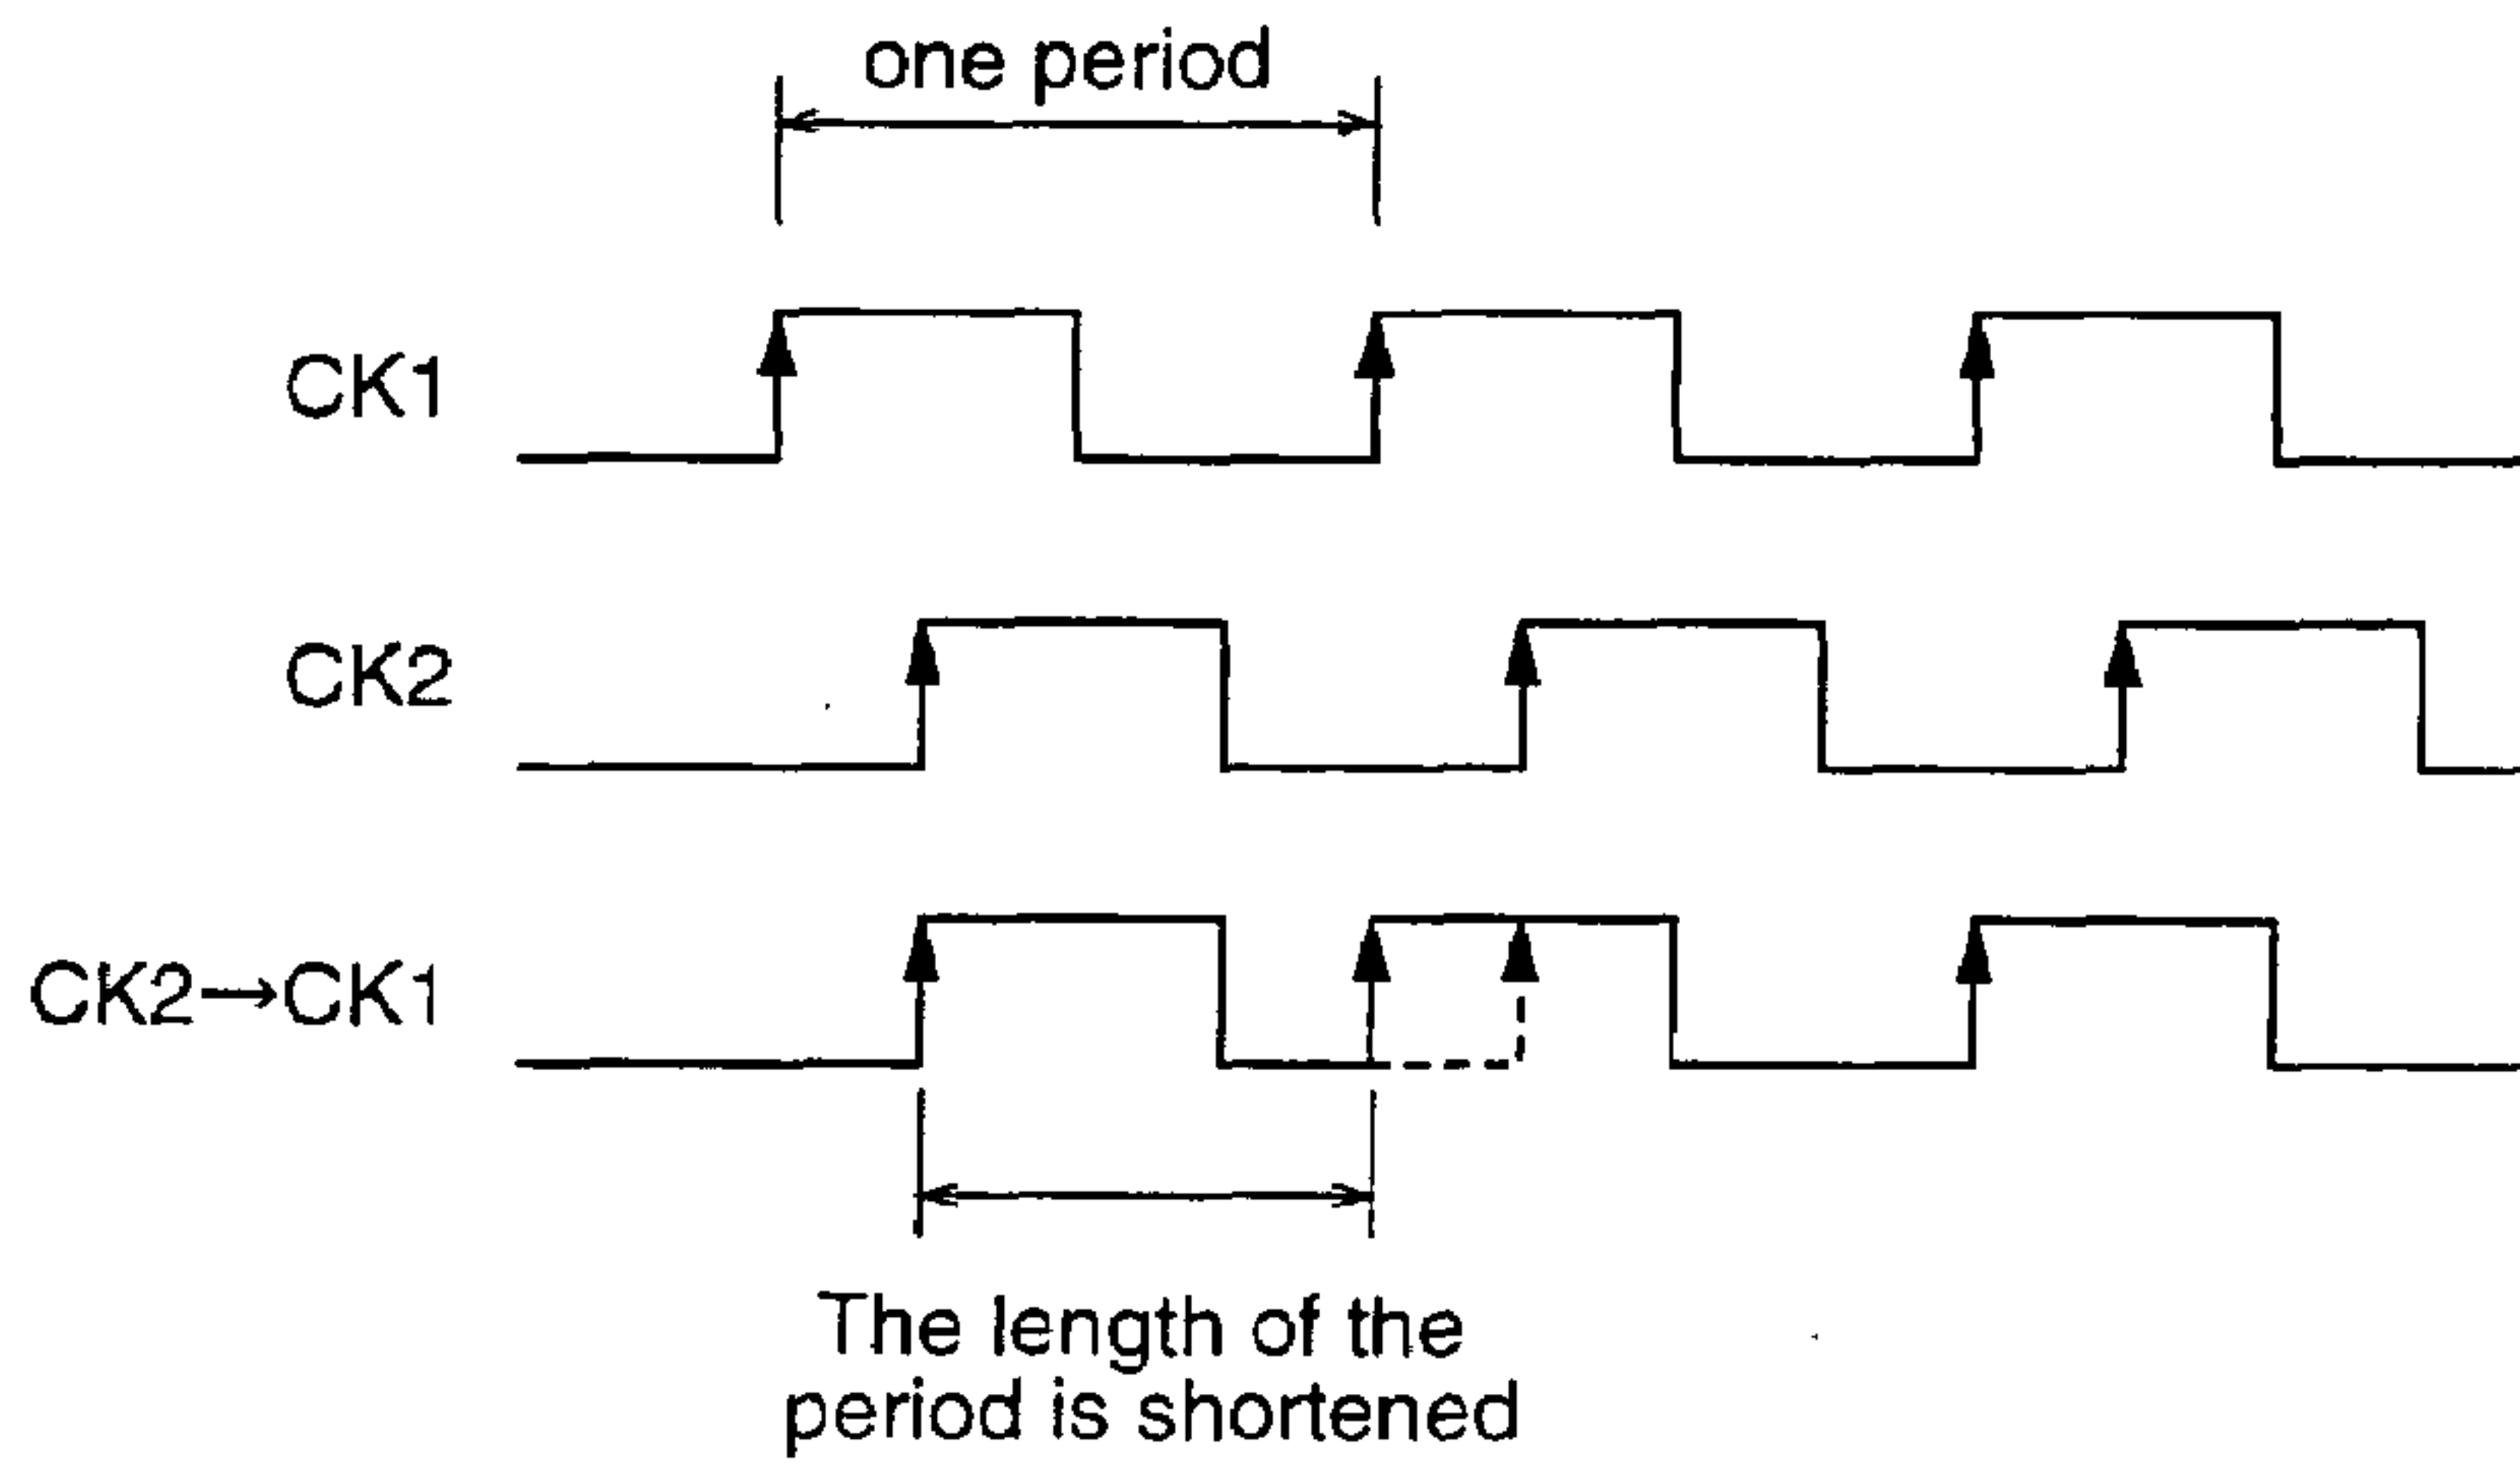 one period
CK1
CK2
CK2→CK1
The length of the
period is shortened